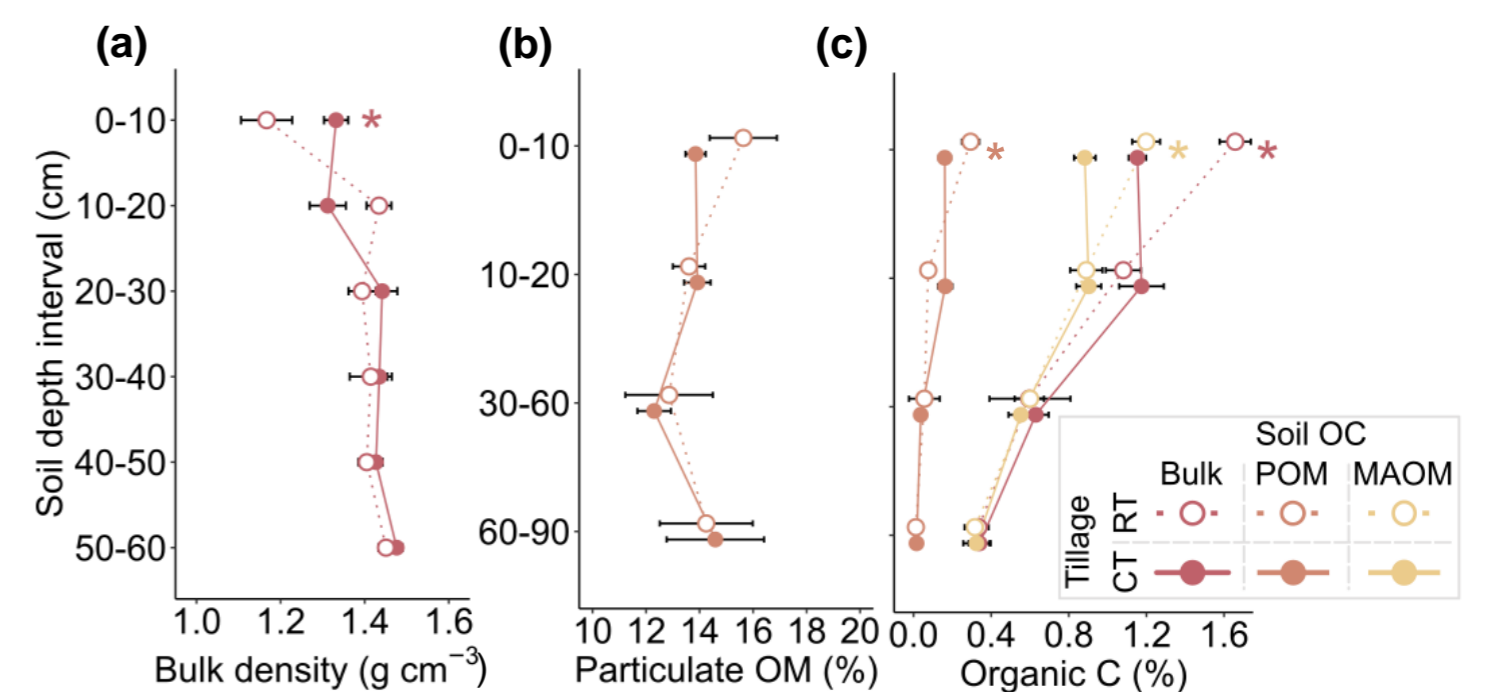 (a)
(b)
(c)
Soil depth interval (cm)
0-10
10-20
20-30
30-40
40-50
50-60
1.0 1.2 1.4 1.6
Bulk density (g cm⁻³)
*
0-10
10-20
30-60
60-90
10 12 14 16 18 20
Particulate OM (%)
* * *
0.0 0.4 0.8 1.2 1.6
Organic C (%)
Soil OC
Bulk POM MAOM
Tillage
RT
CT